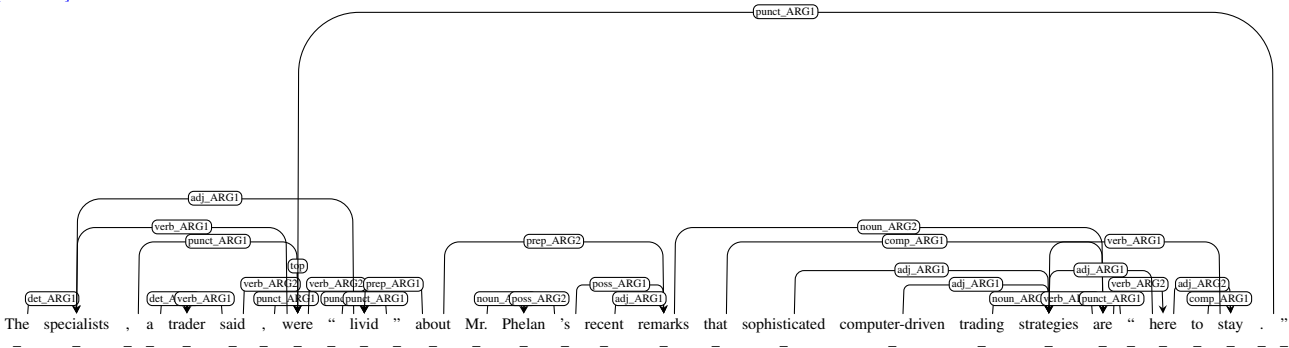 punct_ARG1
adj_ARG1
verb_ARG1 noun_ARG2
punct_ARG1 prep_ARG2 comp_ARG1 verb_ARG1
top adj_ARG1 adj_ARG1
verb_ARG2 verb_ARG2 prep_ARG1 poss_ARG1 adj_ARG1 verb_ARG2 adj_ARG2
det_ARG1 verb_ARG1 punct_ARG1 punct_ARG1 poss_ARG2 adj_ARG1 punct_ARG1 comp_ARG1
The specialists , a trader said , were “ livid ” about Mr. Phelan ’s recent remarks that sophisticated computer-driven trading strategies are “ here to stay . ”